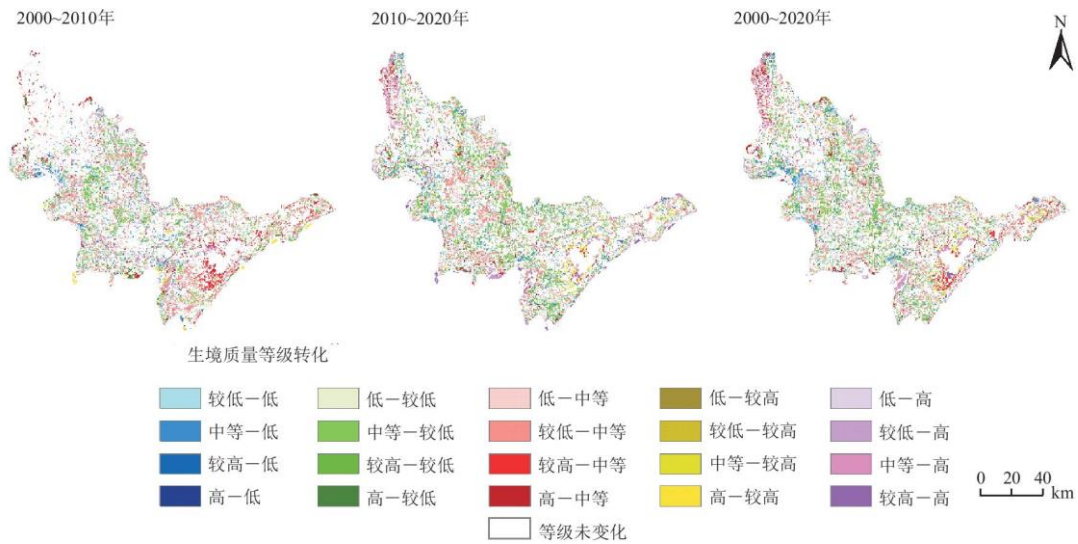 2000~2010年
2010~2020年
2000~2020年
N
生境质量等级转化
较低－低
低－较低
低－中等
低－较高
低－高
中等－低
中等－较低
较低－中等
较低－较高
较低－高
较高－低
较高－较低
较高－中等
中等－较高
中等－高
高－低
高－较低
高－中等
高－较高
较高－高
等级未变化
0 20 40
km